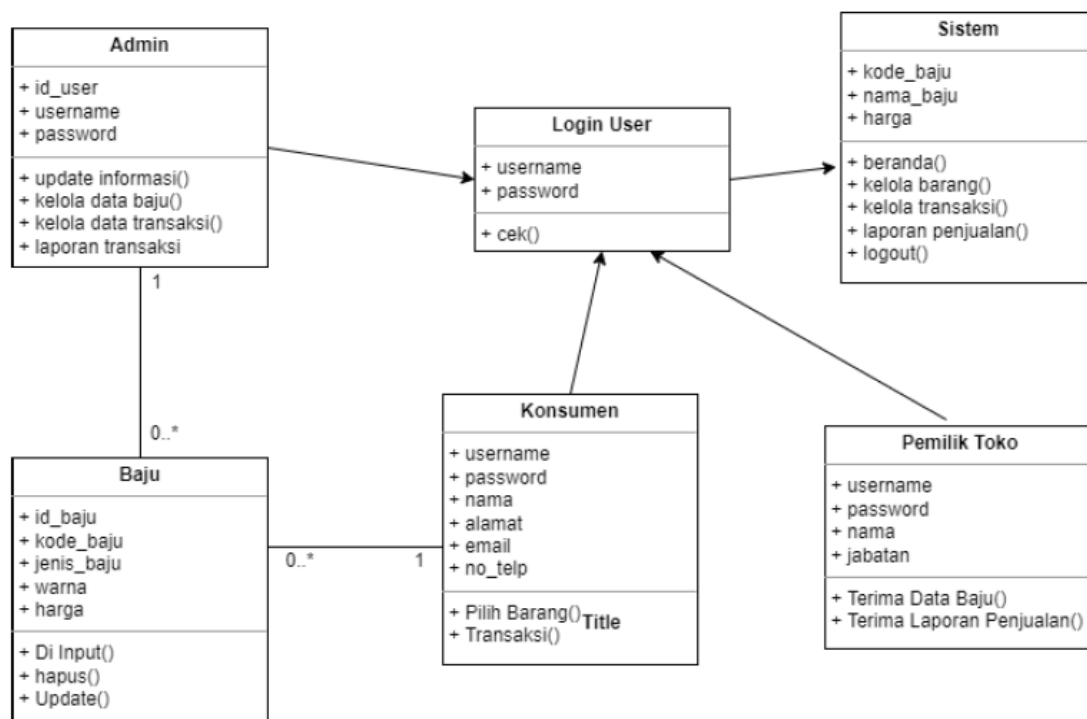 Admin
+ id_user
+ username
+ password
+ update informasi()
+ kelola data baju()
+ kelola data transaksi()
+ laporan transaksi
Login User
+ username
+ password
+ cek()
Sistem
+ kode_baju
+ nama_baju
+ harga
+ beranda()
+ kelola barang()
+ kelola transaksi()
+ laporan penjualan()
+ logout()
1
0..*
Baju
+ id_baju
+ kode_baju
+ jenis_baju
+ warna
+ harga
+ Di Input()
+ hapus()
+ Update()
0..*
1
Konsumen
+ username
+ password
+ nama
+ alamat
+ email
+ no_telp
+ Pilih Barang()
Title
+ Transaksi()
Pemilik Toko
+ username
+ password
+ nama
+ jabatan
+ Terima Data Baju()
+ Terima Laporan Penjualan()